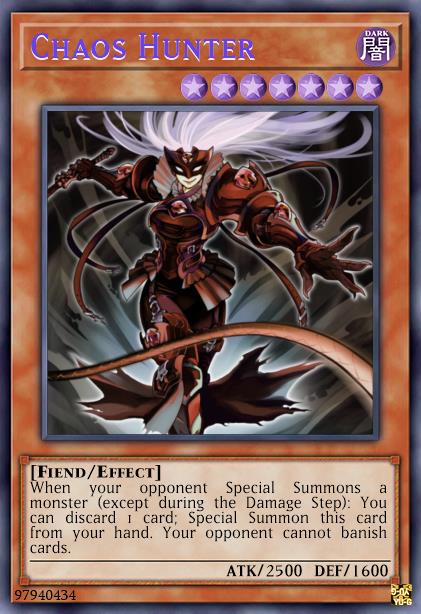 Chaos Hunter
DARK
闇
[Fiend/Effect]
When your opponent Special Summons a
monster (except during the Damage Step): You
can discard 1 card; Special Summon this card
from your hand. Your opponent cannot banish
cards.
ATK/2500 DEF/1600
97940434